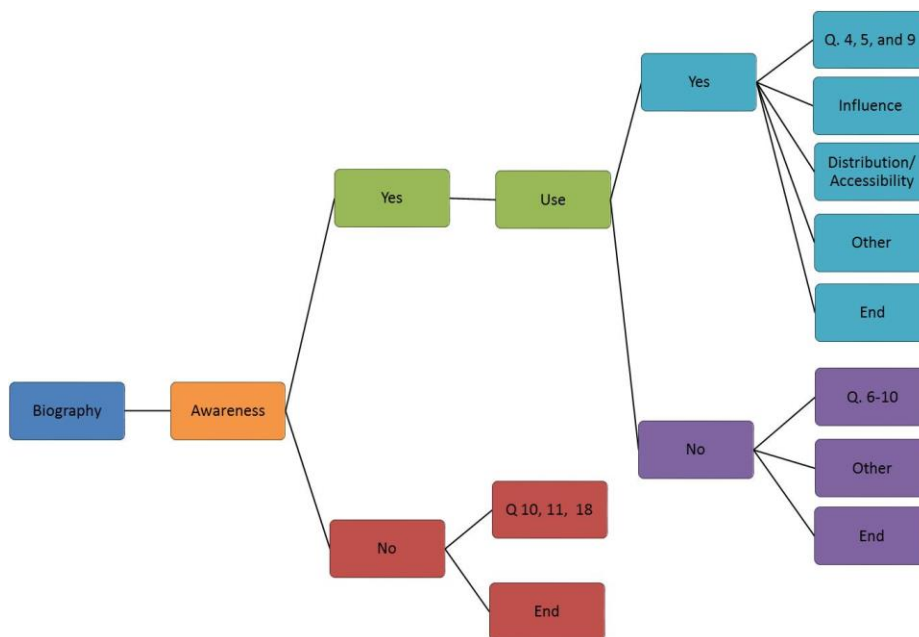 Biography
Awareness
Yes
Use
Yes
Q. 4, 5, and 9
Influence
Distribution/
Accessibility
Other
End
No
Q. 6-10
Other
End
No
Q 10, 11, 18
End